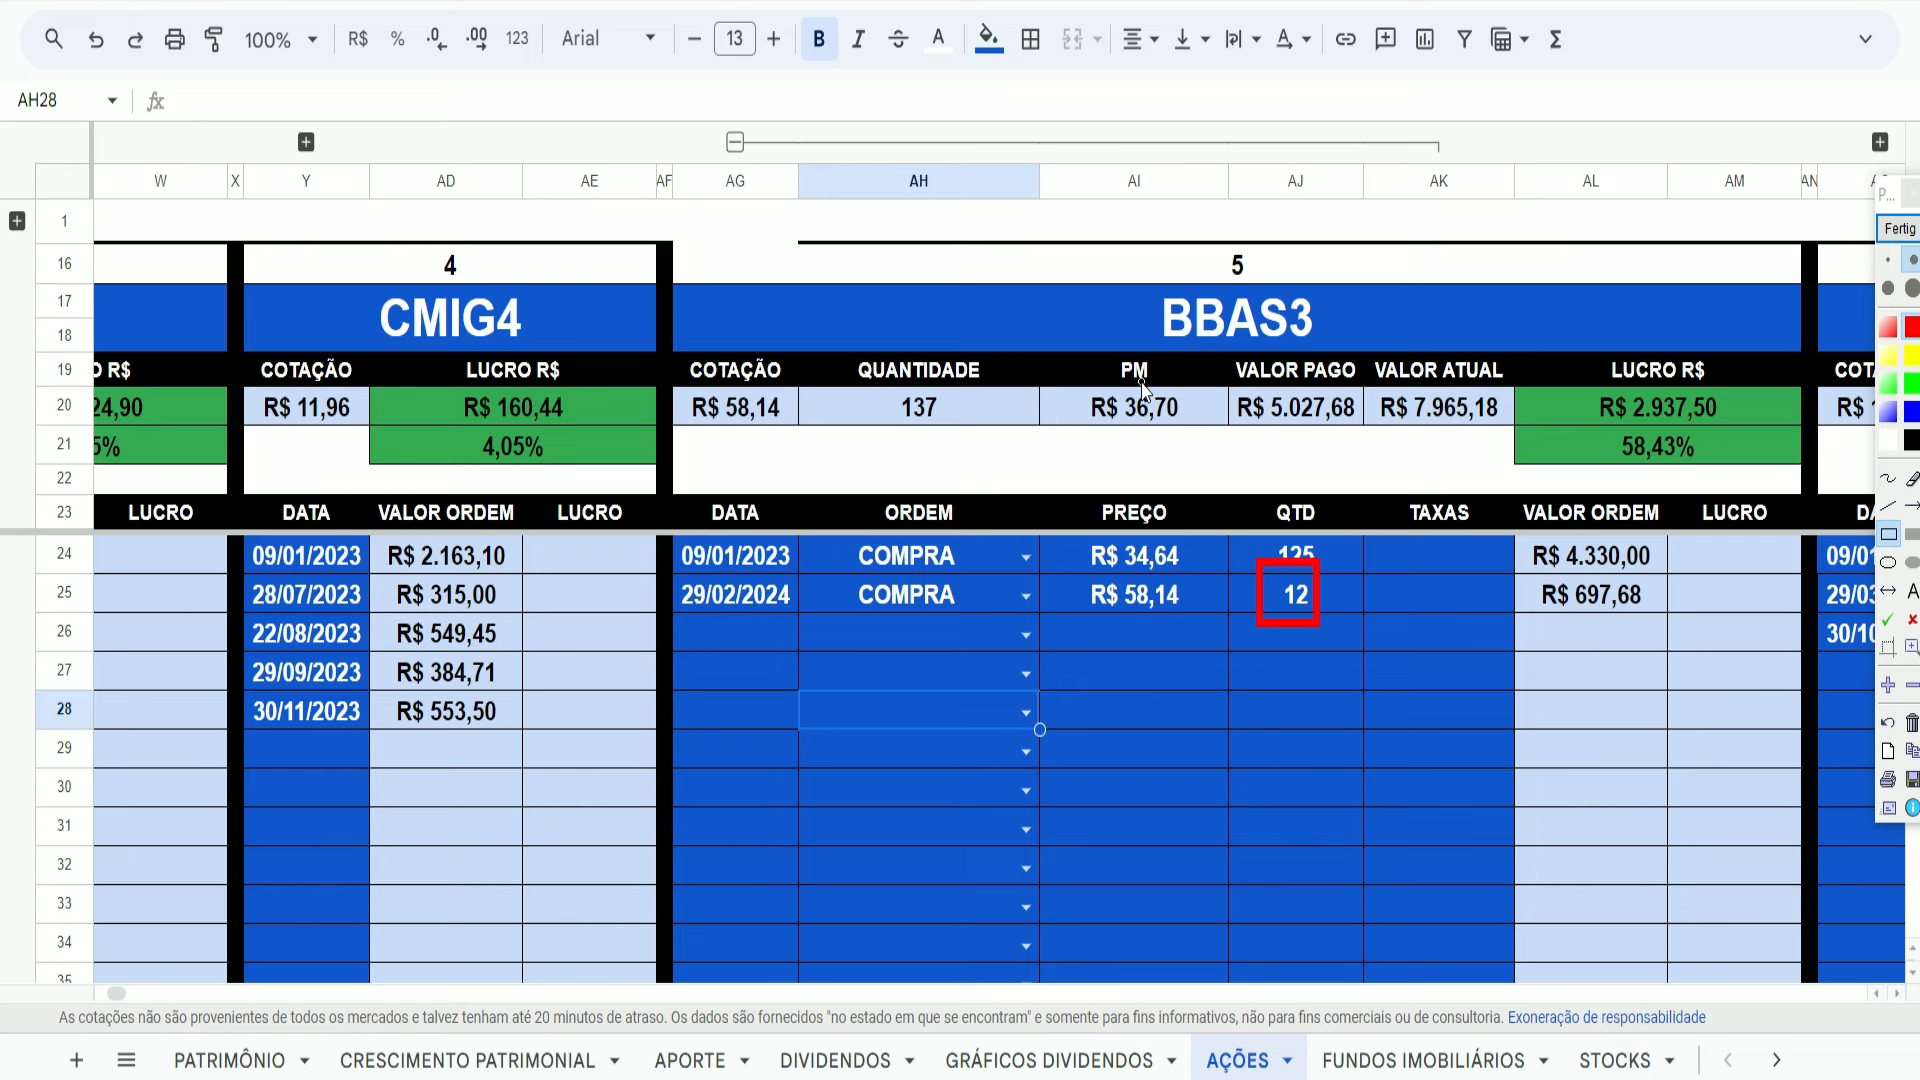 100% R$ % .0 .00 123 Arial 13 B I A Σ
AH28 fx
W X Y AD AE AF AG AH AI AJ AK AL AM AN
P...
1
Fertig
16 4 5
17 CMIG4 BBAS3
18
19 R$ COTAÇÃO LUCRO R$ COTAÇÃO QUANTIDADE PM VALOR PAGO VALOR ATUAL LUCRO R$ COT
20 24,90 R$ 11,96 R$ 160,44 R$ 58,14 137 R$ 36,70 R$ 5.027,68 R$ 7.965,18 R$ 2.937,50 R$
21 5% 4,05% 58,43%
22
23 LUCRO DATA VALOR ORDEM LUCRO DATA ORDEM PREÇO QTD TAXAS VALOR ORDEM LUCRO DA
24 09/01/2023 R$ 2.163,10 09/01/2023 COMPRA R$ 34,64 125 R$ 4.330,00 09/01
25 28/07/2023 R$ 315,00 29/02/2024 COMPRA R$ 58,14 12 R$ 697,68 29/03
26 22/08/2023 R$ 549,45 30/10
27 29/09/2023 R$ 384,71
28 30/11/2023 R$ 553,50
29
30
31
32
33
34
35
As cotações não são provenientes de todos os mercados e talvez tenham até 20 minutos de atraso. Os dados são fornecidos "no estado em que se encontram" e somente para fins informativos, não para fins comerciais ou de consultoria. Exoneração de responsabilidade
PATRIMÔNIO CRESCIMENTO PATRIMONIAL APORTE DIVIDENDOS GRÁFICOS DIVIDENDOS AÇÕES FUNDOS IMOBILIÁRIOS STOCKS